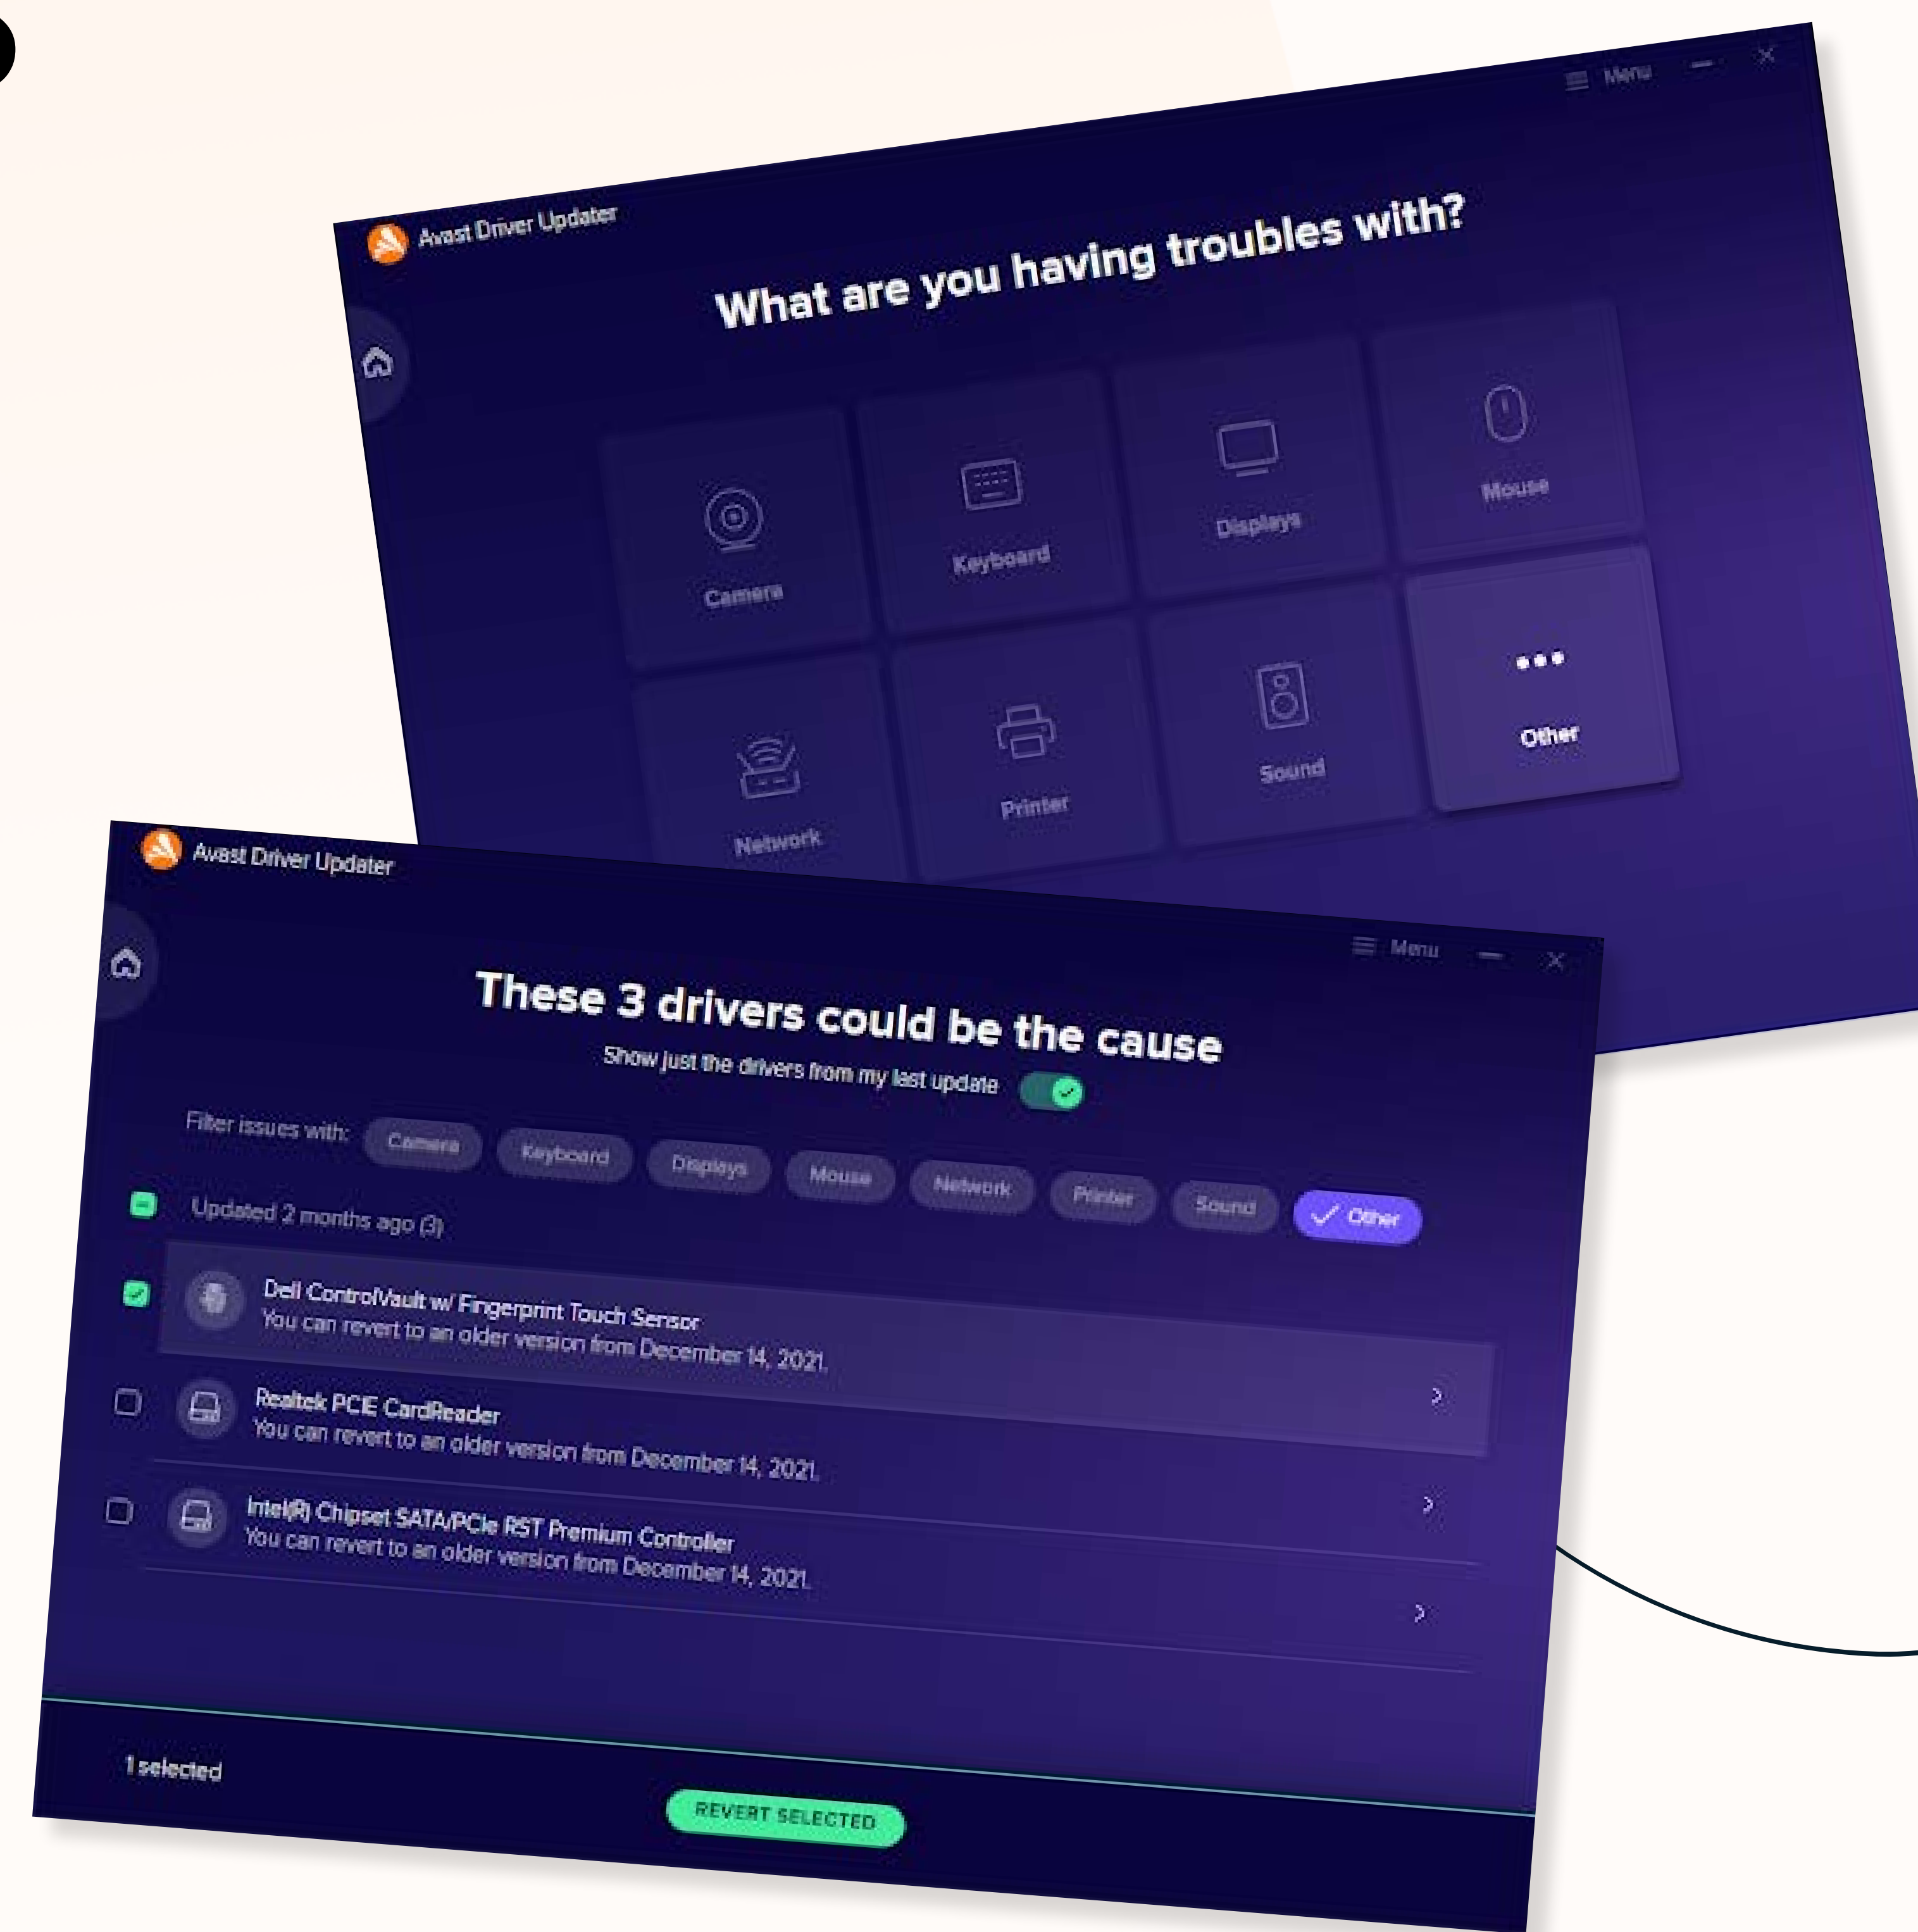 Menu
Avast Driver Updater
What are you having troubles with?
Camera
Keyboard
Displays
Mouse
Network
Printer
Sound
Other
Avast Driver Updater
Menu
These 3 drivers could be the cause
Show just the drivers from my last update
Filter issues with: Camera Keyboard Displays Mouse Network Printer Sound Other
Updated 2 months ago (3)
Dell ControlVault w/ Fingerprint Touch Sensor
You can revert to an older version from December 14, 2021.
Realtek PCIE CardReader
You can revert to an older version from December 14, 2021.
Intel(R) Chipset SATA/PCIe RST Premium Controller
You can revert to an older version from December 14, 2021.
1 selected
REVERT SELECTED